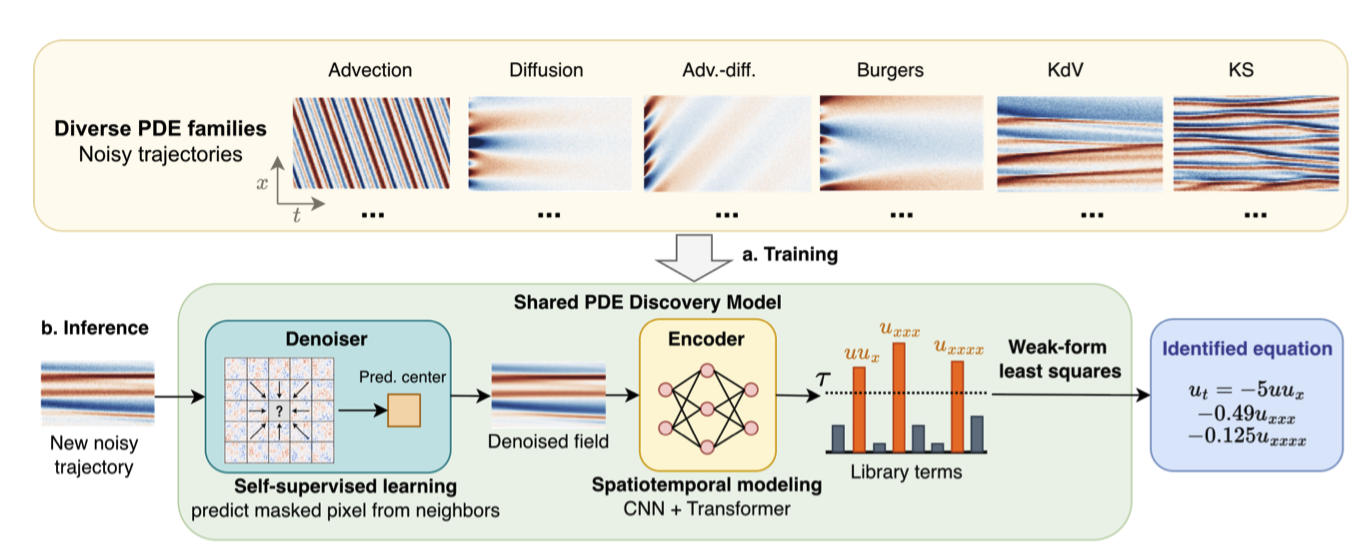 Advection Diffusion Adv.-diff. Burgers KdV KS
Diverse PDE families
Noisy trajectories
x
t
... ... ... ... ... ...
a. Training
Shared PDE Discovery Model
b. Inference
New noisy
trajectory
Denoiser
?
Pred. center
Self-supervised learning
predict masked pixel from neighbors
Denoised field
Encoder
Spatiotemporal modeling
CNN + Transformer
τ
uu_x
u_{xxx}
u_{xxxx}
Library terms
Weak-form
least squares
Identified equation
u_t = −5uu_x
−0.49u_{xxx}
−0.125u_{xxxx}